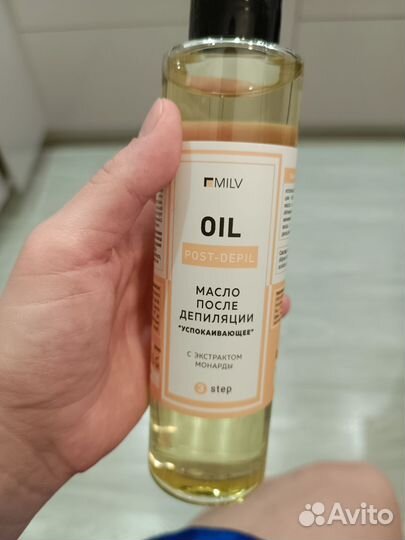 MILV
OIL
POST-DEPIL
МАСЛО
ПОСЛЕ
ДЕПИЛЯЦИИ
"УСПОКАИВАЮЩЕЕ"
С ЭКСТРАКТОМ
МОНАРДЫ
3 step
Avito